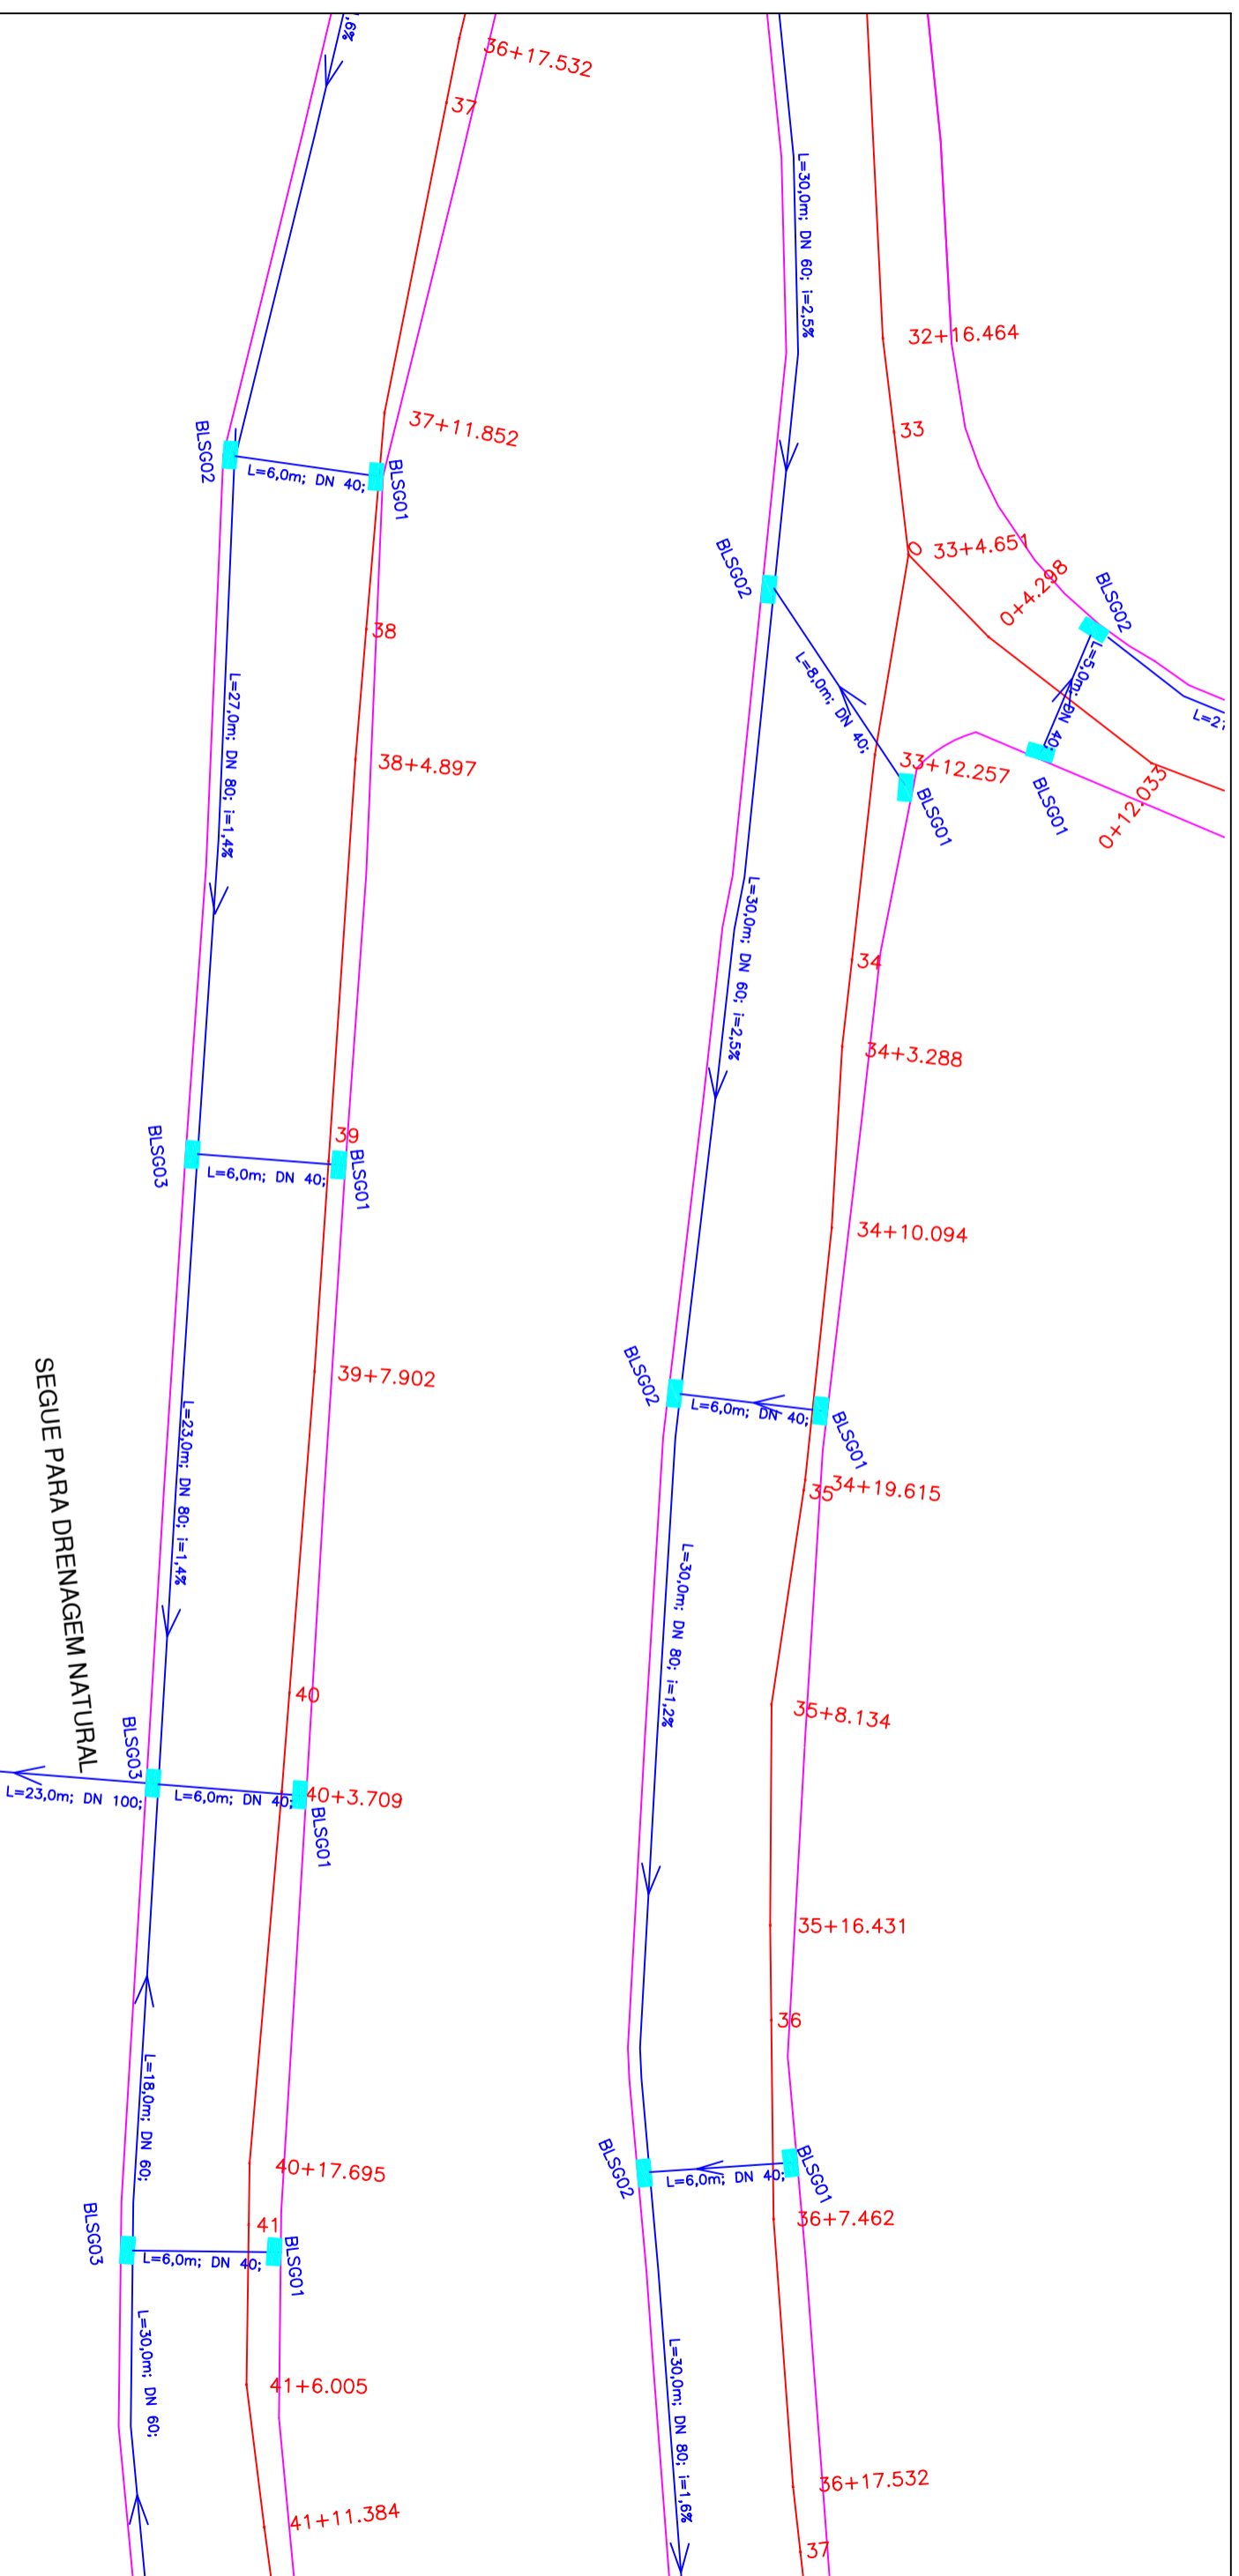 ,6%
36+17.532
37
37+11.852
BLSG02
L=6,0m; DN 40;
BLSG01
38
L=27,0m; DN 80; i=1,4%
38+4.897
39
BLSG03
L=6,0m; DN 40;
BLSG01
39+7.902
SEGUE PARA DRENAGEM NATURAL
L=23,0m; DN 80; i=1,4%
40
BLSG03
L=23,0m; DN 100;
L=6,0m; DN 40;
40+3.709
BLSG01
L=18,0m; DN 60;
40+17.695
41
BLSG03
L=6,0m; DN 40;
BLSG01
L=30,0m; DN 60;
41+6.005
41+11.384
L=30,0m; DN 60; i=2,5%
32+16.464
33
0
33+4.651
0+4.298
BLSG02
BLSG02
L=5,0m; DN 40;
L=8,0m; DN 40;
33+12.257
BLSG01
BLSG01
0+12.033
L=30,0m; DN 60; i=2,5%
34
34+3.288
34+10.094
BLSG02
L=6,0m; DN 40;
BLSG01
34+19.615
35
L=30,0m; DN 80; i=1,2%
35+8.134
35+16.431
36
BLSG02
L=6,0m; DN 40;
BLSG01
36+7.462
L=30,0m; DN 80; i=1,6%
36+17.532
37